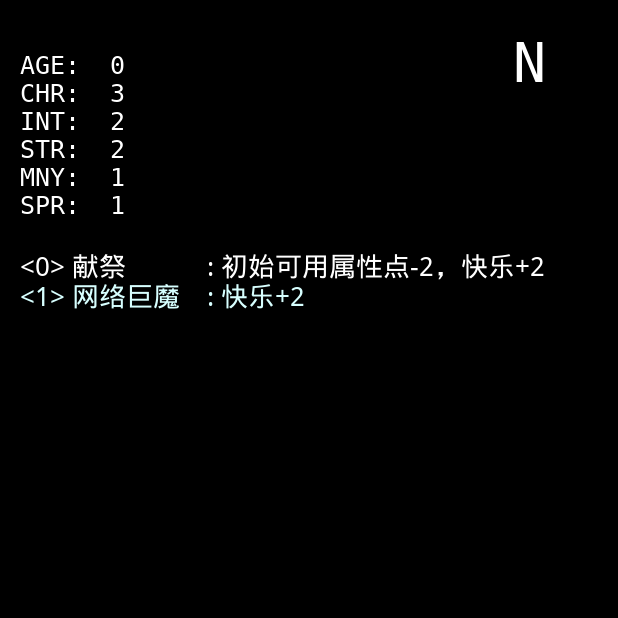 N
AGE: 0
CHR: 3
INT: 2
STR: 2
MNY: 1
SPR: 1
<0> 献祭 : 初始可用属性点-2，快乐+2
<1> 网络巨魔 : 快乐+2